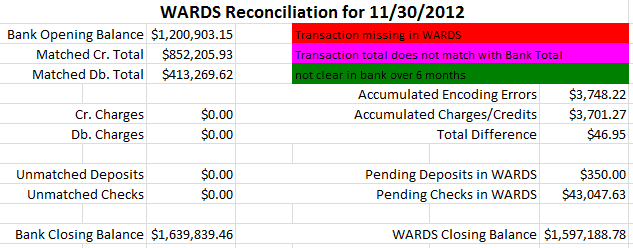 WARDS Reconciliation for 11/30/2012
Bank Opening Balance $1,200,903.15 Transaction missing in WARDS
Matched Cr. Total $852,205.93 Transaction total does not match with Bank Total
Matched Db. Total $413,269.62 not clear in bank over 6 months
Accumulated Encoding Errors $3,748.22
Cr. Charges $0.00 Accumulated Charges/Credits $3,701.27
Db. Charges $0.00 Total Difference $46.95
Unmatched Deposits $0.00 Pending Deposits in WARDS $350.00
Unmatched Checks $0.00 Pending Checks in WARDS $43,047.63
Bank Closing Balance $1,639,839.46 WARDS Closing Balance $1,597,188.78